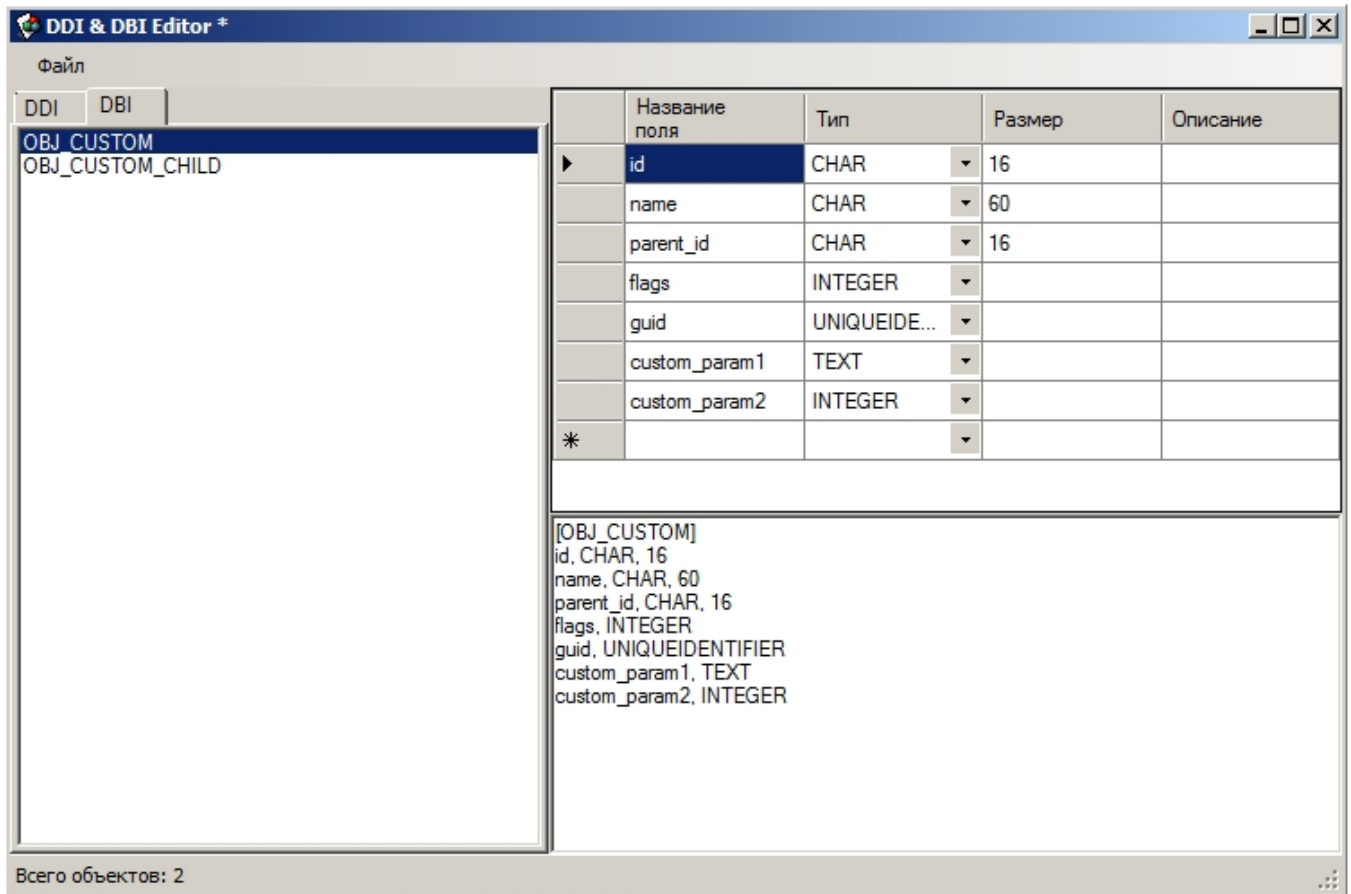 DDI & DBI Editor *
Файл
DDI DBI
OBJ_CUSTOM
OBJ_CUSTOM_CHILD
Название поля Тип Размер Описание
id CHAR 16
name CHAR 60
parent_id CHAR 16
flags INTEGER
guid UNIQUEIDE...
custom_param1 TEXT
custom_param2 INTEGER
[OBJ_CUSTOM]
id, CHAR, 16
name, CHAR, 60
parent_id, CHAR, 16
flags, INTEGER
guid, UNIQUEIDENTIFIER
custom_param1, TEXT
custom_param2, INTEGER
Всего объектов: 2